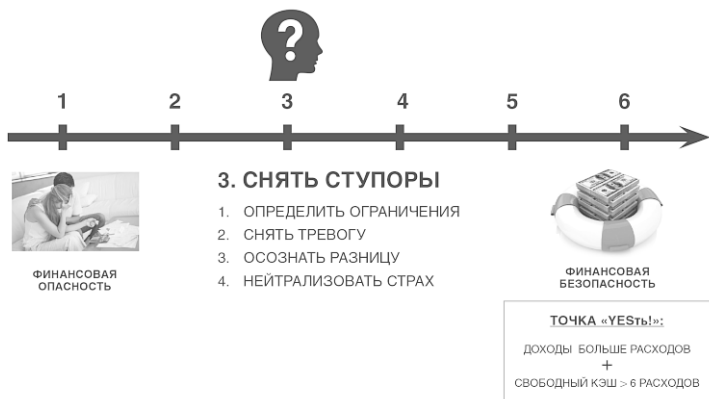 ?
1 2 3 4 5 6
3. СНЯТЬ СТУПОРЫ
1. ОПРЕДЕЛИТЬ ОГРАНИЧЕНИЯ
2. СНЯТЬ ТРЕВОГУ
3. ОСОЗНАТЬ РАЗНИЦУ
4. НЕЙТРАЛИЗОВАТЬ СТРАХ
ФИНАНСОВАЯ
ОПАСНОСТЬ
ФИНАНСОВАЯ
БЕЗОПАСНОСТЬ
ТОЧКА «YESть!»:
ДОХОДЫ БОЛЬШЕ РАСХОДОВ
+
СВОБОДНЫЙ КЭШ > 6 РАСХОДОВ